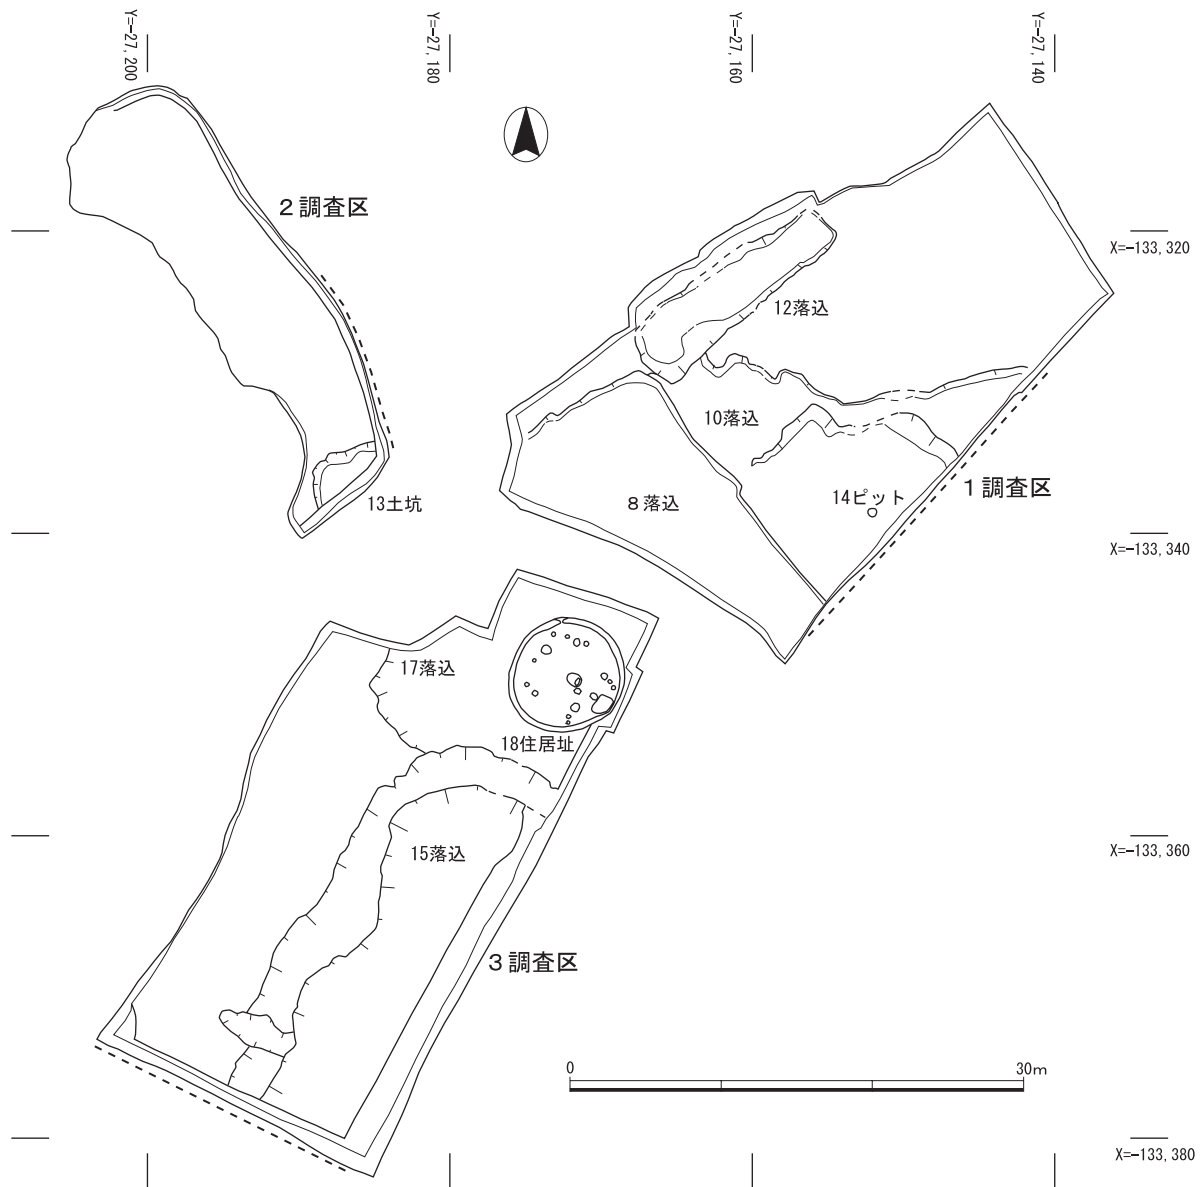 Y=-27, 200
Y=-27, 180
Y=-27, 160
Y=-27, 140
2調査区
X=-133, 320
12落込
10落込
13土坑
8落込
14ピット
1調査区
X=-133, 340
17落込
18住居址
15落込
X=-133, 360
3調査区
0
30m
X=-133, 380